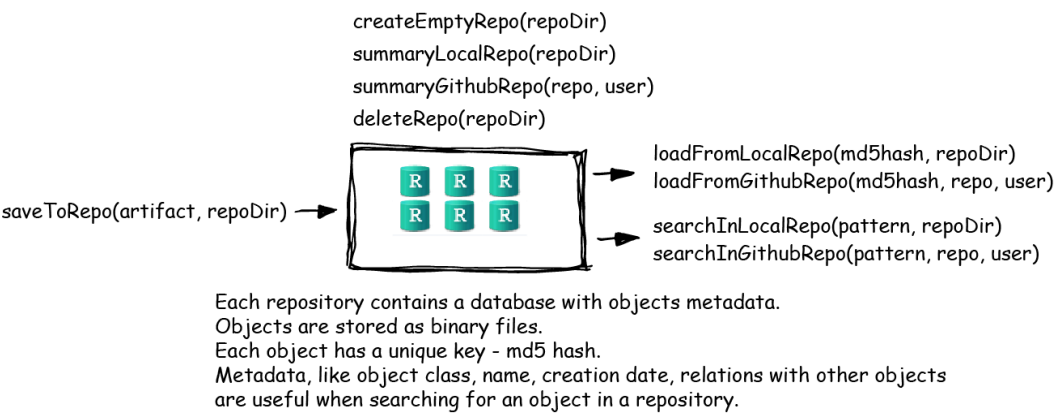 createEmptyRepo(repoDir)
summaryLocalRepo(repoDir)
summaryGithubRepo(repo, user)
deleteRepo(repoDir)
R R R
R R R
saveToRepo(artifact, repoDir)
loadFromLocalRepo(md5hash, repoDir)
loadFromGithubRepo(md5hash, repo, user)
searchInLocalRepo(pattern, repoDir)
searchInGithubRepo(pattern, repo, user)
Each repository contains a database with objects metadata.
Objects are stored as binary files.
Each object has a unique key - md5 hash.
Metadata, like object class, name, creation date, relations with other objects
are useful when searching for an object in a repository.